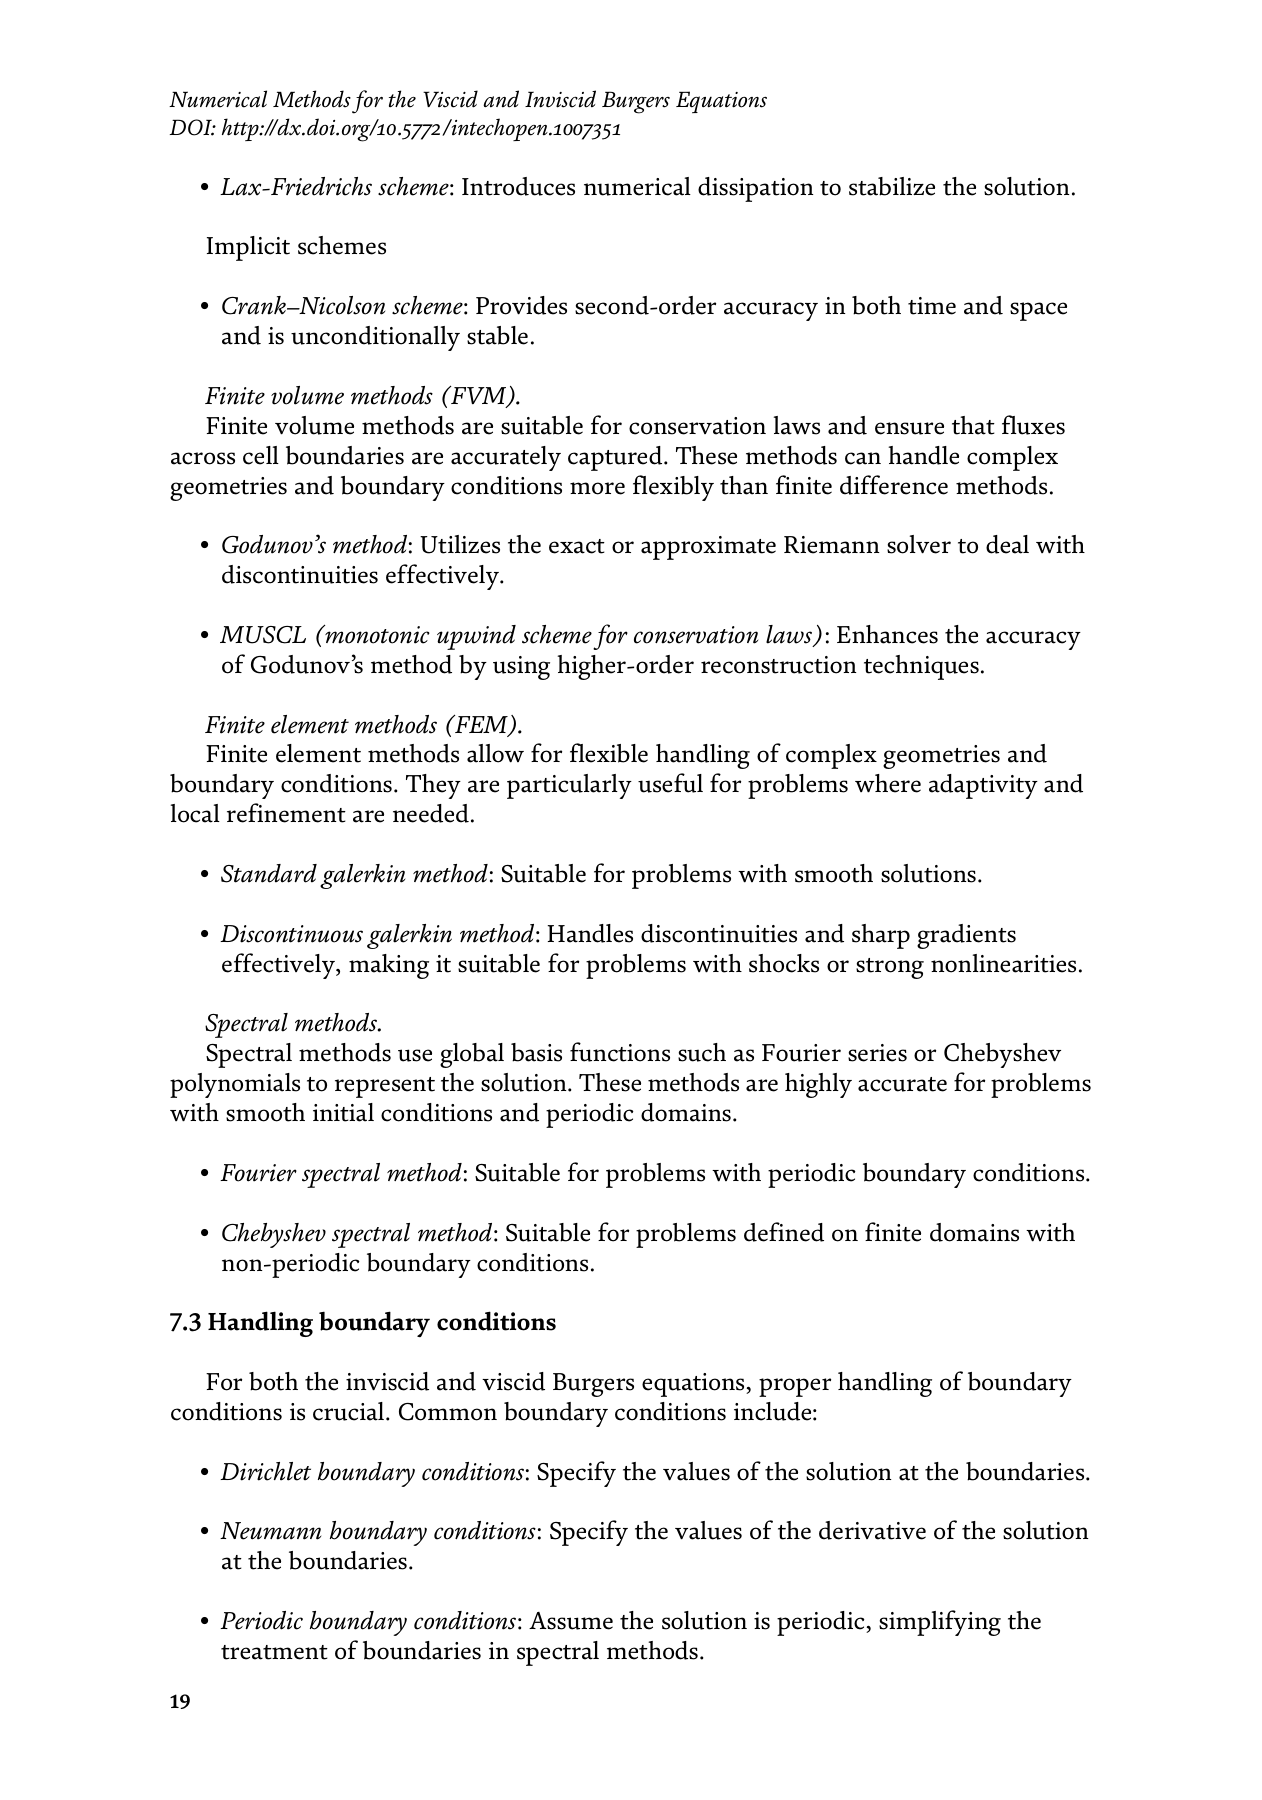 Numerical Methods for the Viscid and Inviscid Burgers Equations
DOI: http://dx.doi.org/10.5772/intechopen.1007351
• Lax-Friedrichs scheme: Introduces numerical dissipation to stabilize the solution.
Implicit schemes
• Crank–Nicolson scheme: Provides second-order accuracy in both time and space
and is unconditionally stable.
Finite volume methods (FVM).
Finite volume methods are suitable for conservation laws and ensure that fluxes
across cell boundaries are accurately captured. These methods can handle complex
geometries and boundary conditions more flexibly than finite difference methods.
• Godunov’s method: Utilizes the exact or approximate Riemann solver to deal with
discontinuities effectively.
• MUSCL (monotonic upwind scheme for conservation laws): Enhances the accuracy
of Godunov’s method by using higher-order reconstruction techniques.
Finite element methods (FEM).
Finite element methods allow for flexible handling of complex geometries and
boundary conditions. They are particularly useful for problems where adaptivity and
local refinement are needed.
• Standard galerkin method: Suitable for problems with smooth solutions.
• Discontinuous galerkin method: Handles discontinuities and sharp gradients
effectively, making it suitable for problems with shocks or strong nonlinearities.
Spectral methods.
Spectral methods use global basis functions such as Fourier series or Chebyshev
polynomials to represent the solution. These methods are highly accurate for problems
with smooth initial conditions and periodic domains.
• Fourier spectral method: Suitable for problems with periodic boundary conditions.
• Chebyshev spectral method: Suitable for problems defined on finite domains with
non-periodic boundary conditions.
7.3 Handling boundary conditions
For both the inviscid and viscid Burgers equations, proper handling of boundary
conditions is crucial. Common boundary conditions include:
• Dirichlet boundary conditions: Specify the values of the solution at the boundaries.
• Neumann boundary conditions: Specify the values of the derivative of the solution
at the boundaries.
• Periodic boundary conditions: Assume the solution is periodic, simplifying the
treatment of boundaries in spectral methods.
19